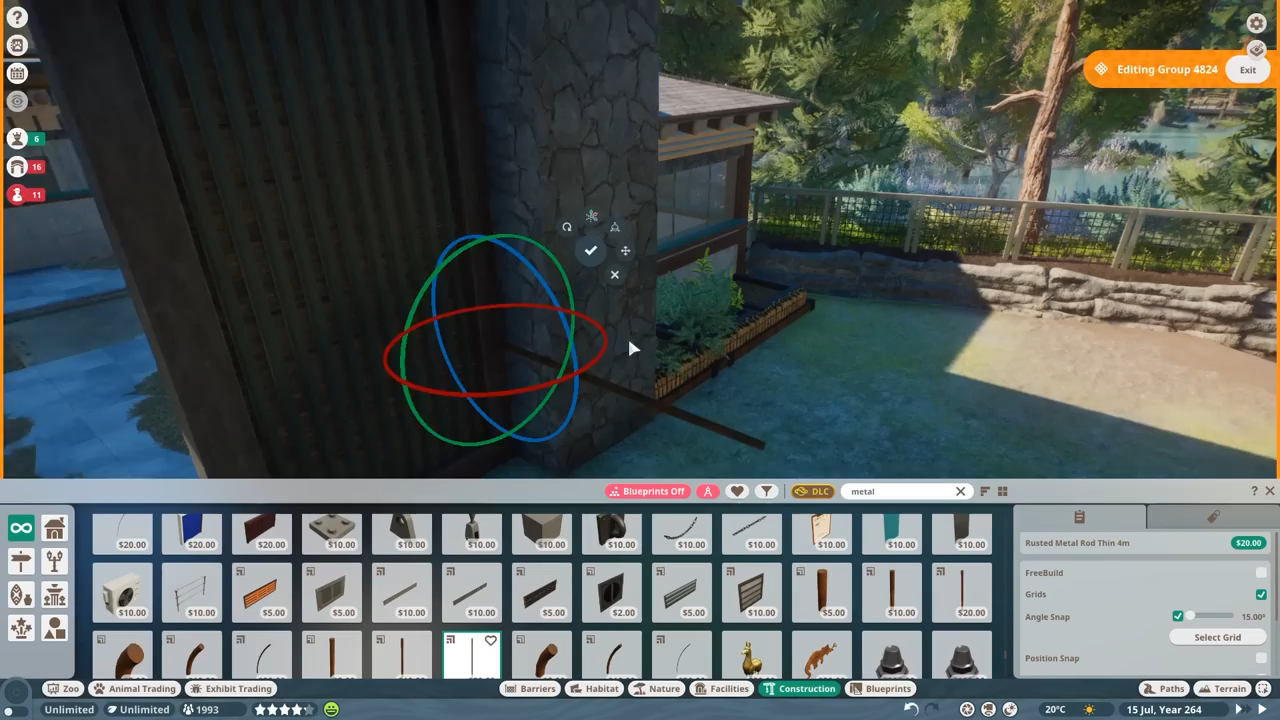 ?
6
16
11
Editing Group 4824
Exit
Blueprints Off
DLC
metal
?
$20.00 $20.00 $20.00 $10.00 $10.00 $10.00 $10.00 $10.00 $10.00 $10.00 $10.00 $10.00 $10.00
$10.00 $10.00 $5.00 $5.00 $10.00 $10.00 $5.00 $2.00 $5.00 $10.00 $5.00 $10.00 $20.00
Rusted Metal Rod Thin 4m $20.00
FreeBuild
Grids
Angle Snap 15.00°
Select Grid
Position Snap
Zoo Animal Trading Exhibit Trading Barriers Habitat Nature Facilities Construction Blueprints Paths Terrain
Unlimited Unlimited 1993 20°C 15 Jul, Year 264